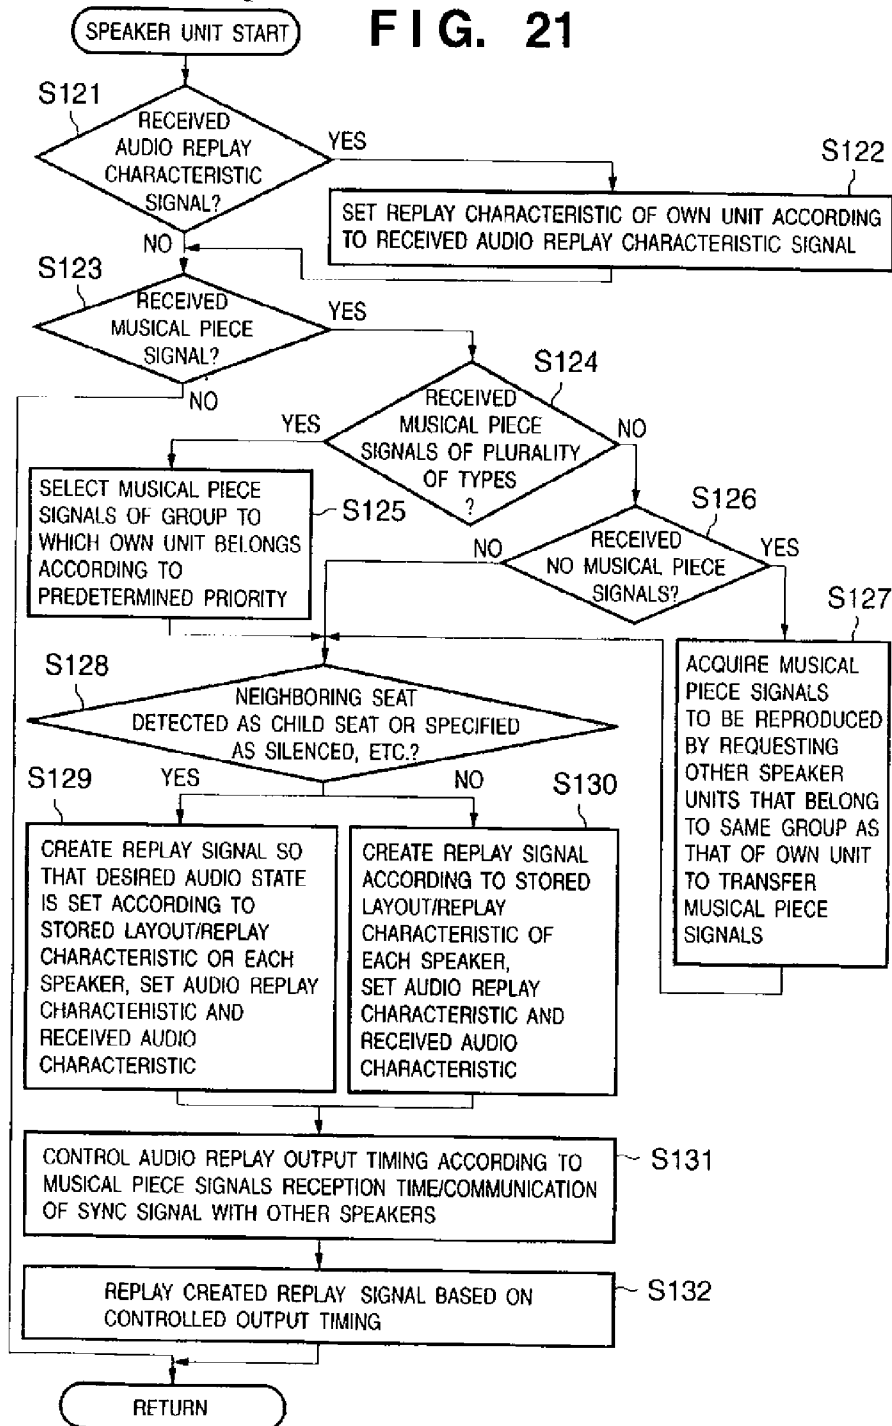 FIG. 21
SPEAKER UNIT START
S121
RECEIVED
AUDIO REPLAY
CHARACTERISTIC
SIGNAL?
YES
NO
S122
SET REPLAY CHARACTERISTIC OF OWN UNIT ACCORDING
TO RECEIVED AUDIO REPLAY CHARACTERISTIC SIGNAL
S123
RECEIVED
MUSICAL PIECE
SIGNAL?
YES
NO
S124
RECEIVED
MUSICAL PIECE
SIGNALS OF PLURALITY
OF TYPES
?
YES
NO
SELECT MUSICAL PIECE
SIGNALS OF GROUP TO
WHICH OWN UNIT BELONGS
ACCORDING TO
PREDETERMINED PRIORITY
S125
S126
RECEIVED
NO MUSICAL PIECE
SIGNALS?
NO
YES
S127
ACQUIRE MUSICAL
PIECE SIGNALS
TO BE REPRODUCED
BY REQUESTING
OTHER SPEAKER
UNITS THAT BELONG
TO SAME GROUP AS
THAT OF OWN UNIT
TO TRANSFER
MUSICAL PIECE
SIGNALS
S128
NEIGHBORING SEAT
DETECTED AS CHILD SEAT OR SPECIFIED
AS SILENCED, ETC.?
YES
NO
S129
CREATE REPLAY SIGNAL SO
THAT DESIRED AUDIO STATE
IS SET ACCORDING TO
STORED LAYOUT/REPLAY
CHARACTERISTIC OR EACH
SPEAKER, SET AUDIO REPLAY
CHARACTERISTIC AND
RECEIVED AUDIO
CHARACTERISTIC
S130
CREATE REPLAY SIGNAL
ACCORDING TO STORED
LAYOUT/REPLAY
CHARACTERISTIC OF
EACH SPEAKER,
SET AUDIO REPLAY
CHARACTERISTIC AND
RECEIVED AUDIO
CHARACTERISTIC
CONTROL AUDIO REPLAY OUTPUT TIMING ACCORDING TO
MUSICAL PIECE SIGNALS RECEPTION TIME/COMMUNICATION
OF SYNC SIGNAL WITH OTHER SPEAKERS
S131
REPLAY CREATED REPLAY SIGNAL BASED ON
CONTROLLED OUTPUT TIMING
S132
RETURN